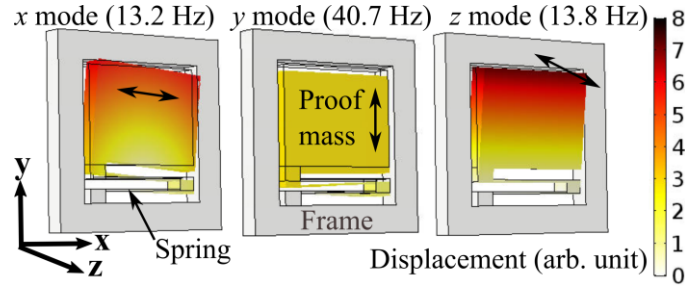 x mode (13.2 Hz) y mode (40.7 Hz) z mode (13.8 Hz)
8
7
6
5
4
3
2
1
0
Proof
mass
y
x
z
Spring
Frame
Displacement (arb. unit)